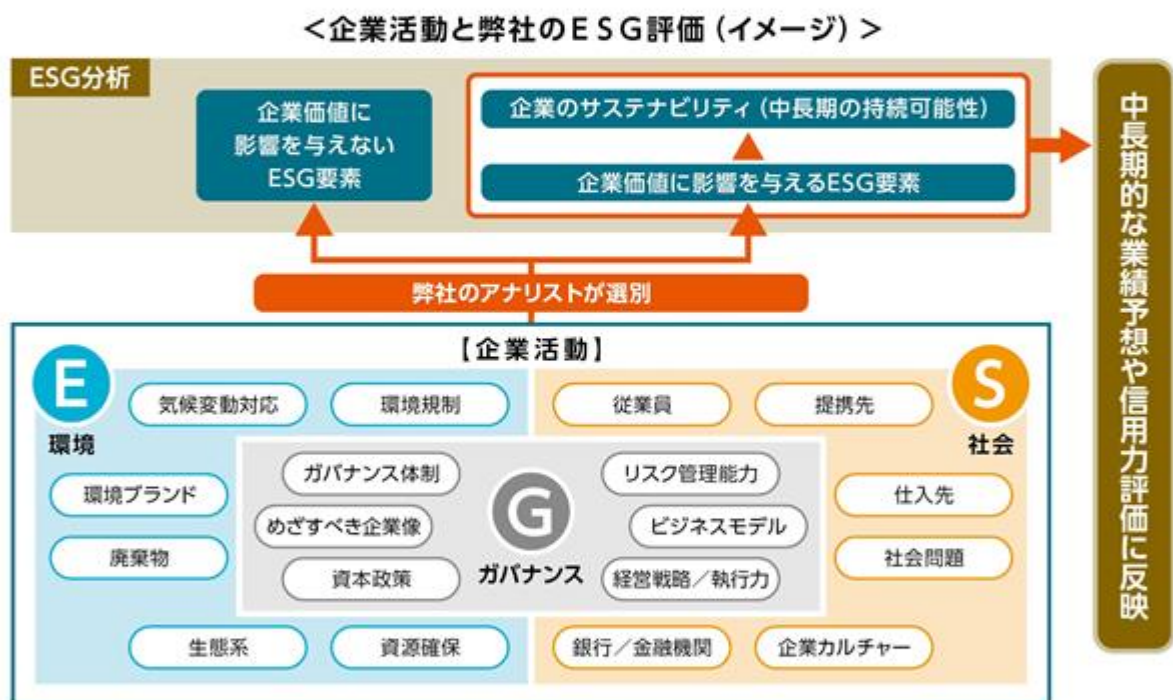 ＜企業活動と弊社のＥＳＧ評価（イメージ）＞
ESG分析
企業価値に
影響を与えない
ESG要素
企業のサステナビリティ（中長期の持続可能性）
企業価値に影響を与えるESG要素
中長期的な業績予想や信用力評価に反映
弊社のアナリストが選別
【企業活動】
E
環境
S
社会
気候変動対応
環境規制
従業員
提携先
環境ブランド
廃棄物
ガバナンス体制
めざすべき企業像
資本政策
G
ガバナンス
リスク管理能力
ビジネスモデル
経営戦略／執行力
仕入先
社会問題
生態系
資源確保
銀行／金融機関
企業カルチャー